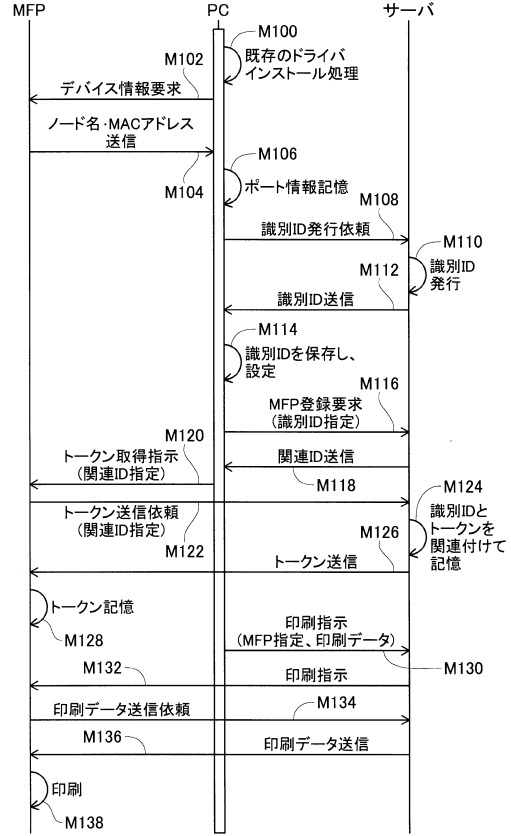 MFP
PC
サーバ
M100
既存のドライバ
インストール処理
M102
デバイス情報要求
ノード名・MACアドレス
送信
M104
M106
ポート情報記憶
M108
識別ID発行依頼
M110
識別ID
発行
M112
識別ID送信
M114
識別IDを保存し、
設定
M116
MFP登録要求
(識別ID指定)
M120
トークン取得指示
(関連ID指定)
関連ID送信
M118
トークン送信依頼
(関連ID指定)
M122
M124
識別IDと
トークンを
関連付けて
記憶
M126
トークン送信
トークン記憶
M128
印刷指示
(MFP指定、印刷データ)
M130
M132
印刷指示
印刷データ送信依頼
M134
M136
印刷データ送信
印刷
M138